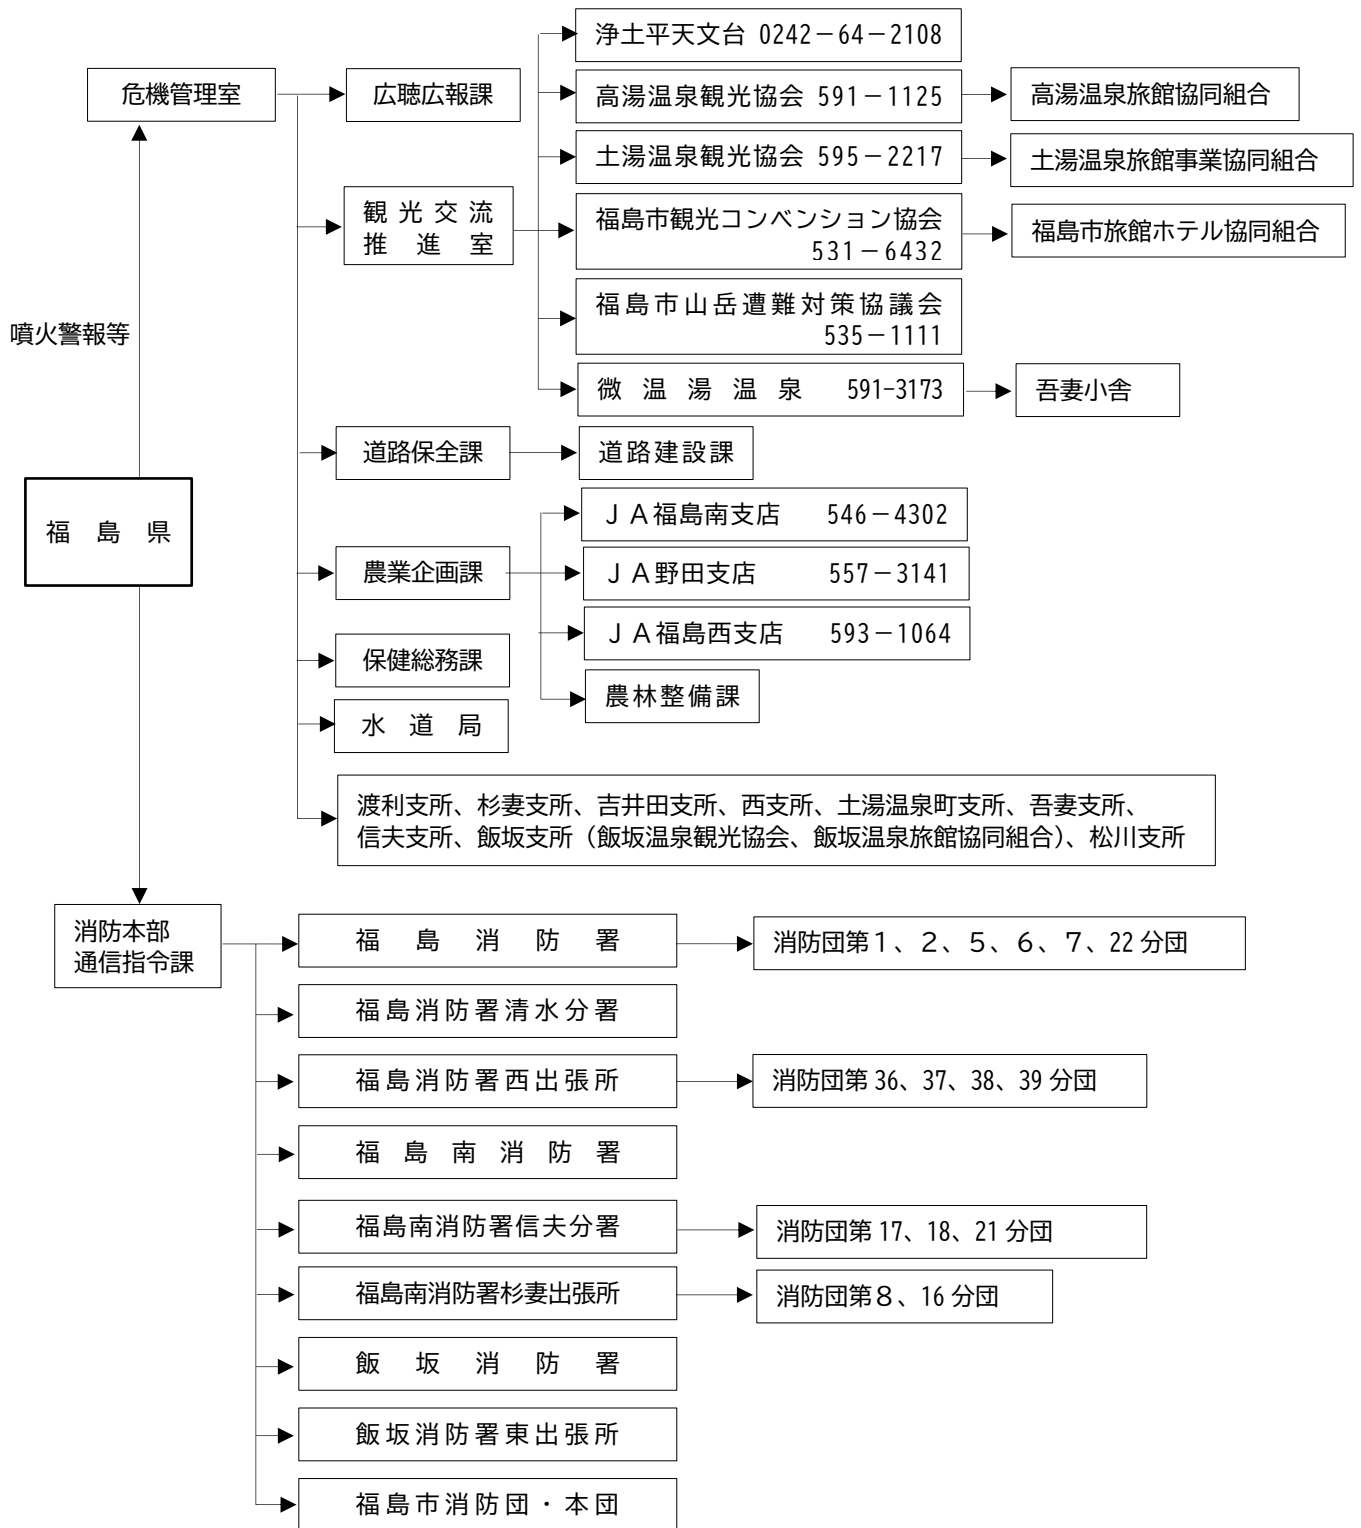 浄土平天文台 0242－64－2108
危機管理室
広聴広報課
高湯温泉観光協会 591－1125
高湯温泉旅館協同組合
土湯温泉観光協会 595－2217
土湯温泉旅館事業協同組合
観光交流
推進室
福島市観光コンベンション協会
531－6432
福島市旅館ホテル協同組合
福島市山岳遭難対策協議会
535－1111
噴火警報等
微温湯温泉 591-3173
吾妻小舎
道路保全課
道路建設課
福島県
ＪＡ福島南支店 546－4302
農業企画課
ＪＡ野田支店 557－3141
ＪＡ福島西支店 593－1064
保健総務課
農林整備課
水道局
渡利支所、杉妻支所、吉井田支所、西支所、土湯温泉町支所、吾妻支所、
信夫支所、飯坂支所（飯坂温泉観光協会、飯坂温泉旅館協同組合）、松川支所
消防本部
通信指令課
福島消防署
消防団第１、２、５、６、７、22 分団
福島消防署清水分署
福島消防署西出張所
消防団第 36、37、38、39 分団
福島南消防署
福島南消防署信夫分署
消防団第 17、18、21 分団
福島南消防署杉妻出張所
消防団第８、16 分団
飯坂消防署
飯坂消防署東出張所
福島市消防団・本団